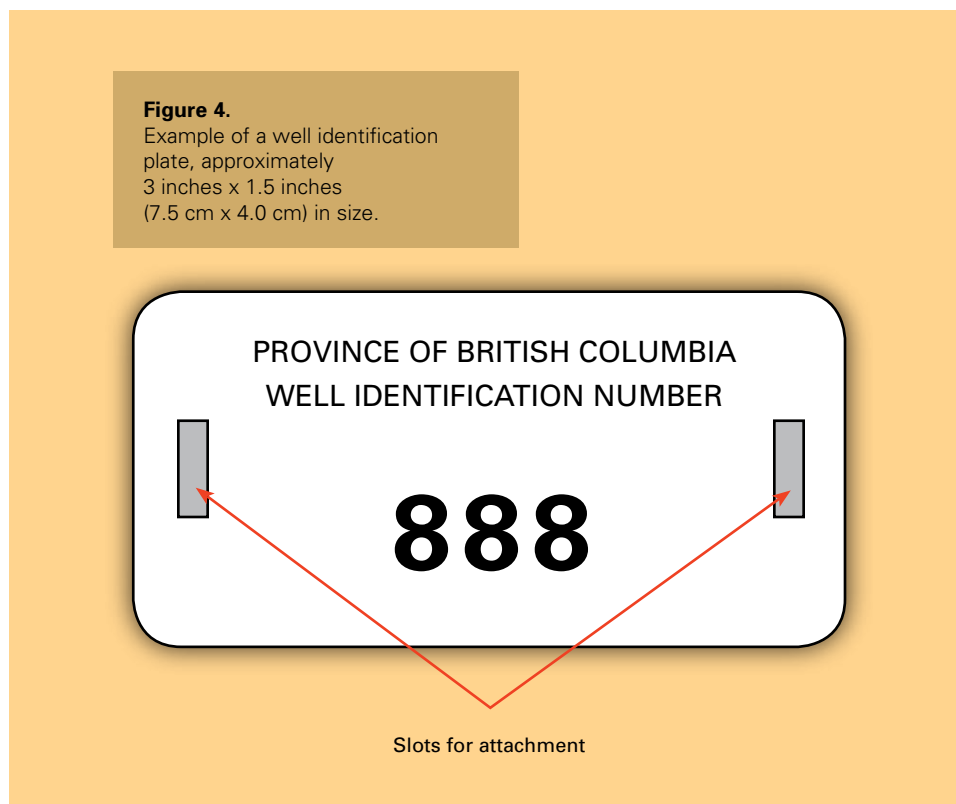 Figure 4.
Example of a well identification
plate, approximately
3 inches x 1.5 inches
(7.5 cm x 4.0 cm) in size.
PROVINCE OF BRITISH COLUMBIA
WELL IDENTIFICATION NUMBER
888
Slots for attachment